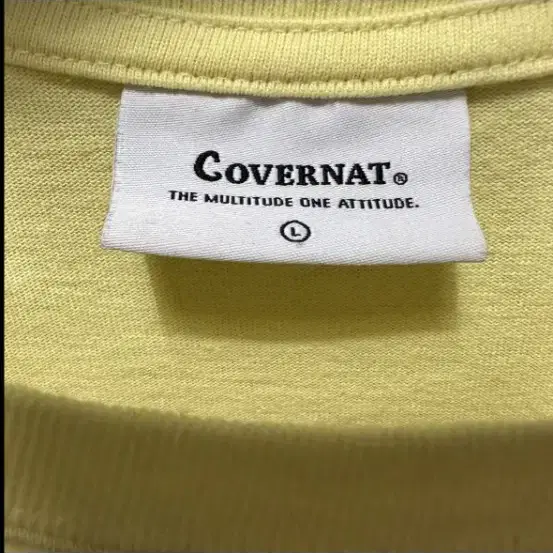 COVERNAT®
THE MULTITUDE ONE ATTITUDE.
L